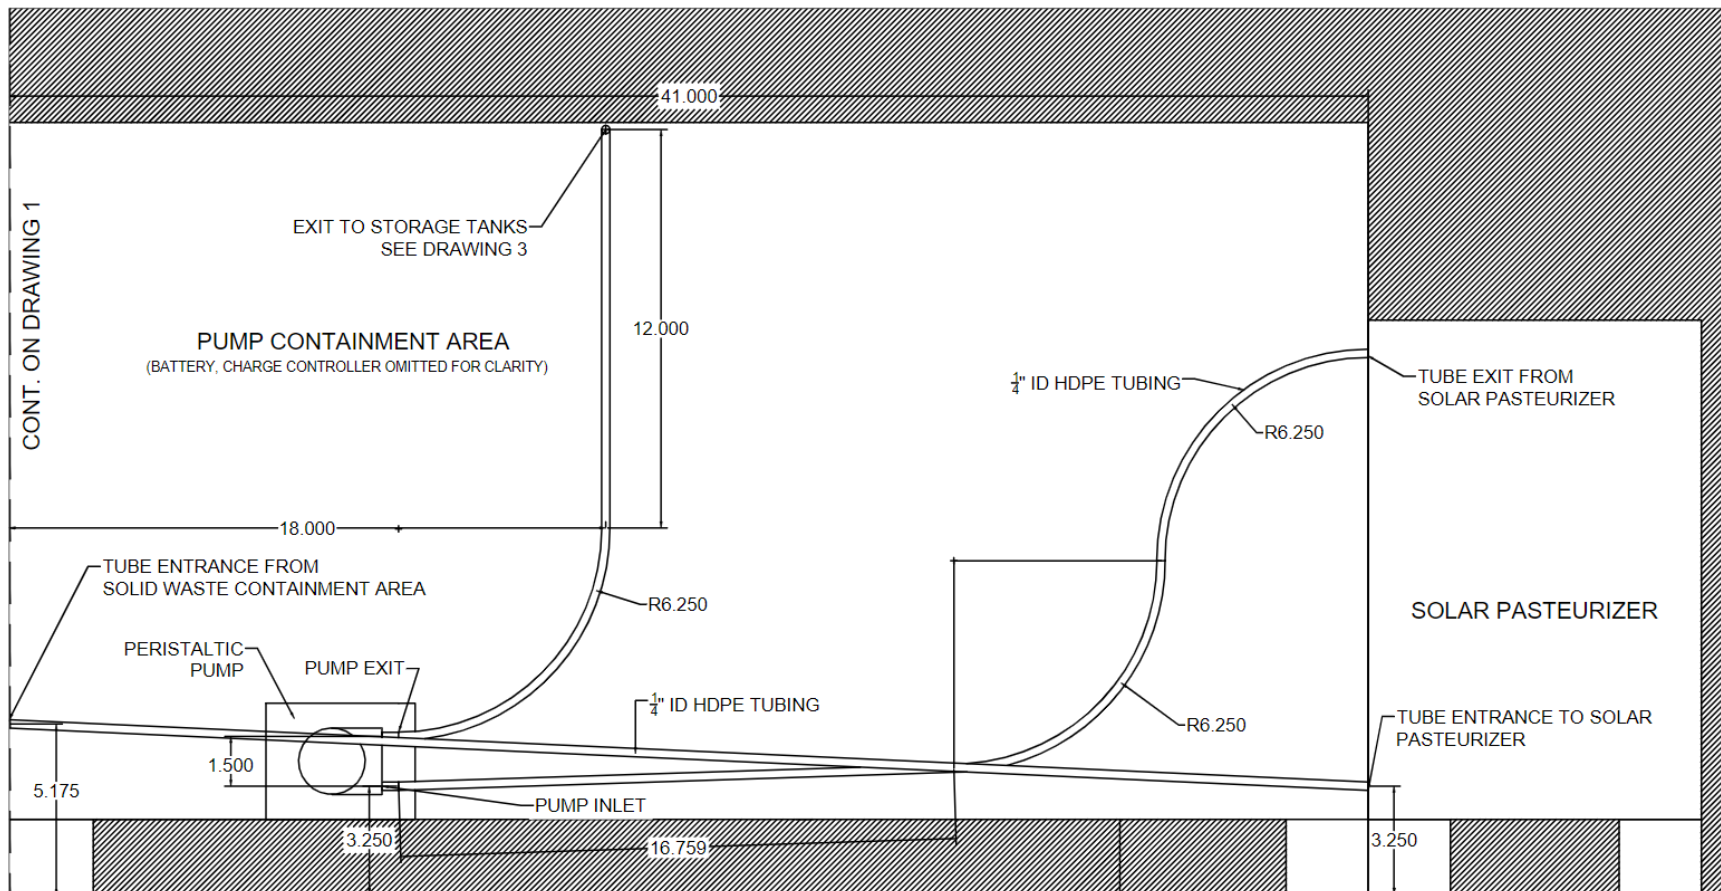 41.000
CONT. ON DRAWING 1
EXIT TO STORAGE TANKS
SEE DRAWING 3
PUMP CONTAINMENT AREA
(BATTERY, CHARGE CONTROLLER OMITTED FOR CLARITY)
12.000
1/4" ID HDPE TUBING
TUBE EXIT FROM
SOLAR PASTEURIZER
R6.250
18.000
TUBE ENTRANCE FROM
SOLID WASTE CONTAINMENT AREA
R6.250
SOLAR PASTEURIZER
PERISTALTIC
PUMP
PUMP EXIT
1/4" ID HDPE TUBING
R6.250
TUBE ENTRANCE TO SOLAR
PASTEURIZER
1.500
5.175
PUMP INLET
3.250
16.759
3.250